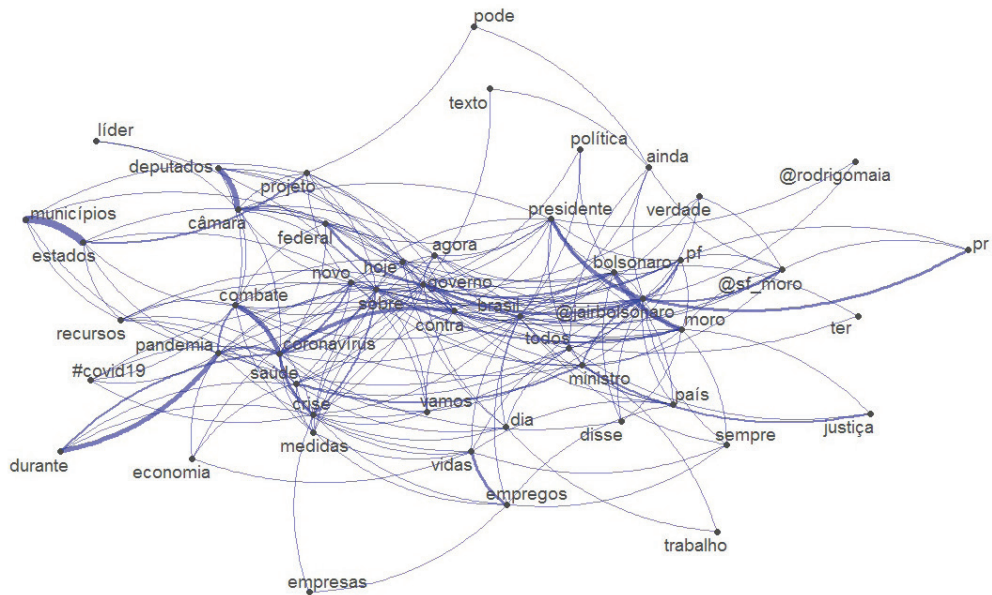 pode
texto
líder
política
ainda
deputados
@rodrigomaia
projeto
municípios
presidente
verdade
câmara
federal
estados
agora
bolsonaro
pf
pr
novo
hoje
governo
@sf_moro
combate
sobre
brasil
@jairbolsonaro
recursos
contra
moro
ter
pandemia
coronavírus
todos
#covid19
saúde
ministro
crise
vamos
país
dia
disse
sempre
justiça
durante
economia
medidas
vidas
empregos
trabalho
empresas